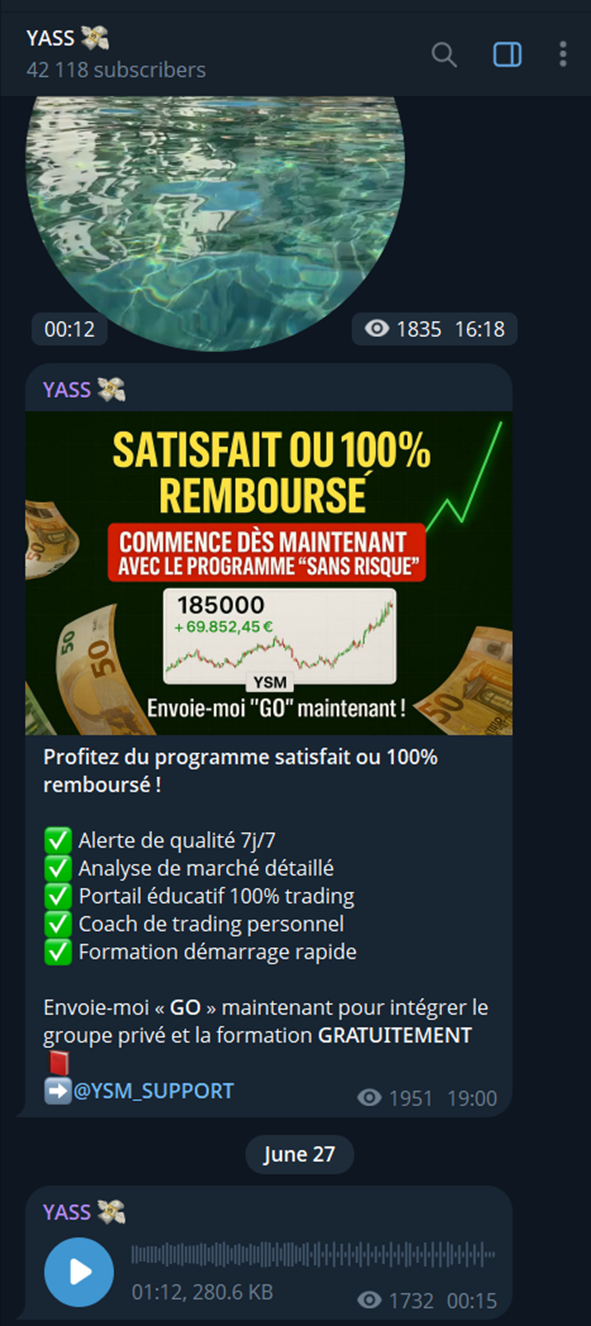 YASS 💸
42 118 subscribers
00:12
1835 16:18
YASS 💸
SATISFAIT OU 100%
REMBOURSÉ
COMMENCE DÈS MAINTENANT
AVEC LE PROGRAMME “SANS RISQUE”
185000
+69.852,45 €
YSM
Envoie-moi "GO" maintenant !
50
50
50
Profitez du programme satisfait ou 100%
remboursé !
✅ Alerte de qualité 7j/7
✅ Analyse de marché détaillé
✅ Portail éducatif 100% trading
✅ Coach de trading personnel
✅ Formation démarrage rapide
Envoie-moi « GO » maintenant pour intégrer le
groupe privé et la formation GRATUITEMENT
📕
➡️@YSM_SUPPORT
1951 19:00
June 27
YASS 💸
01:12, 280.6 KB
1732 00:15